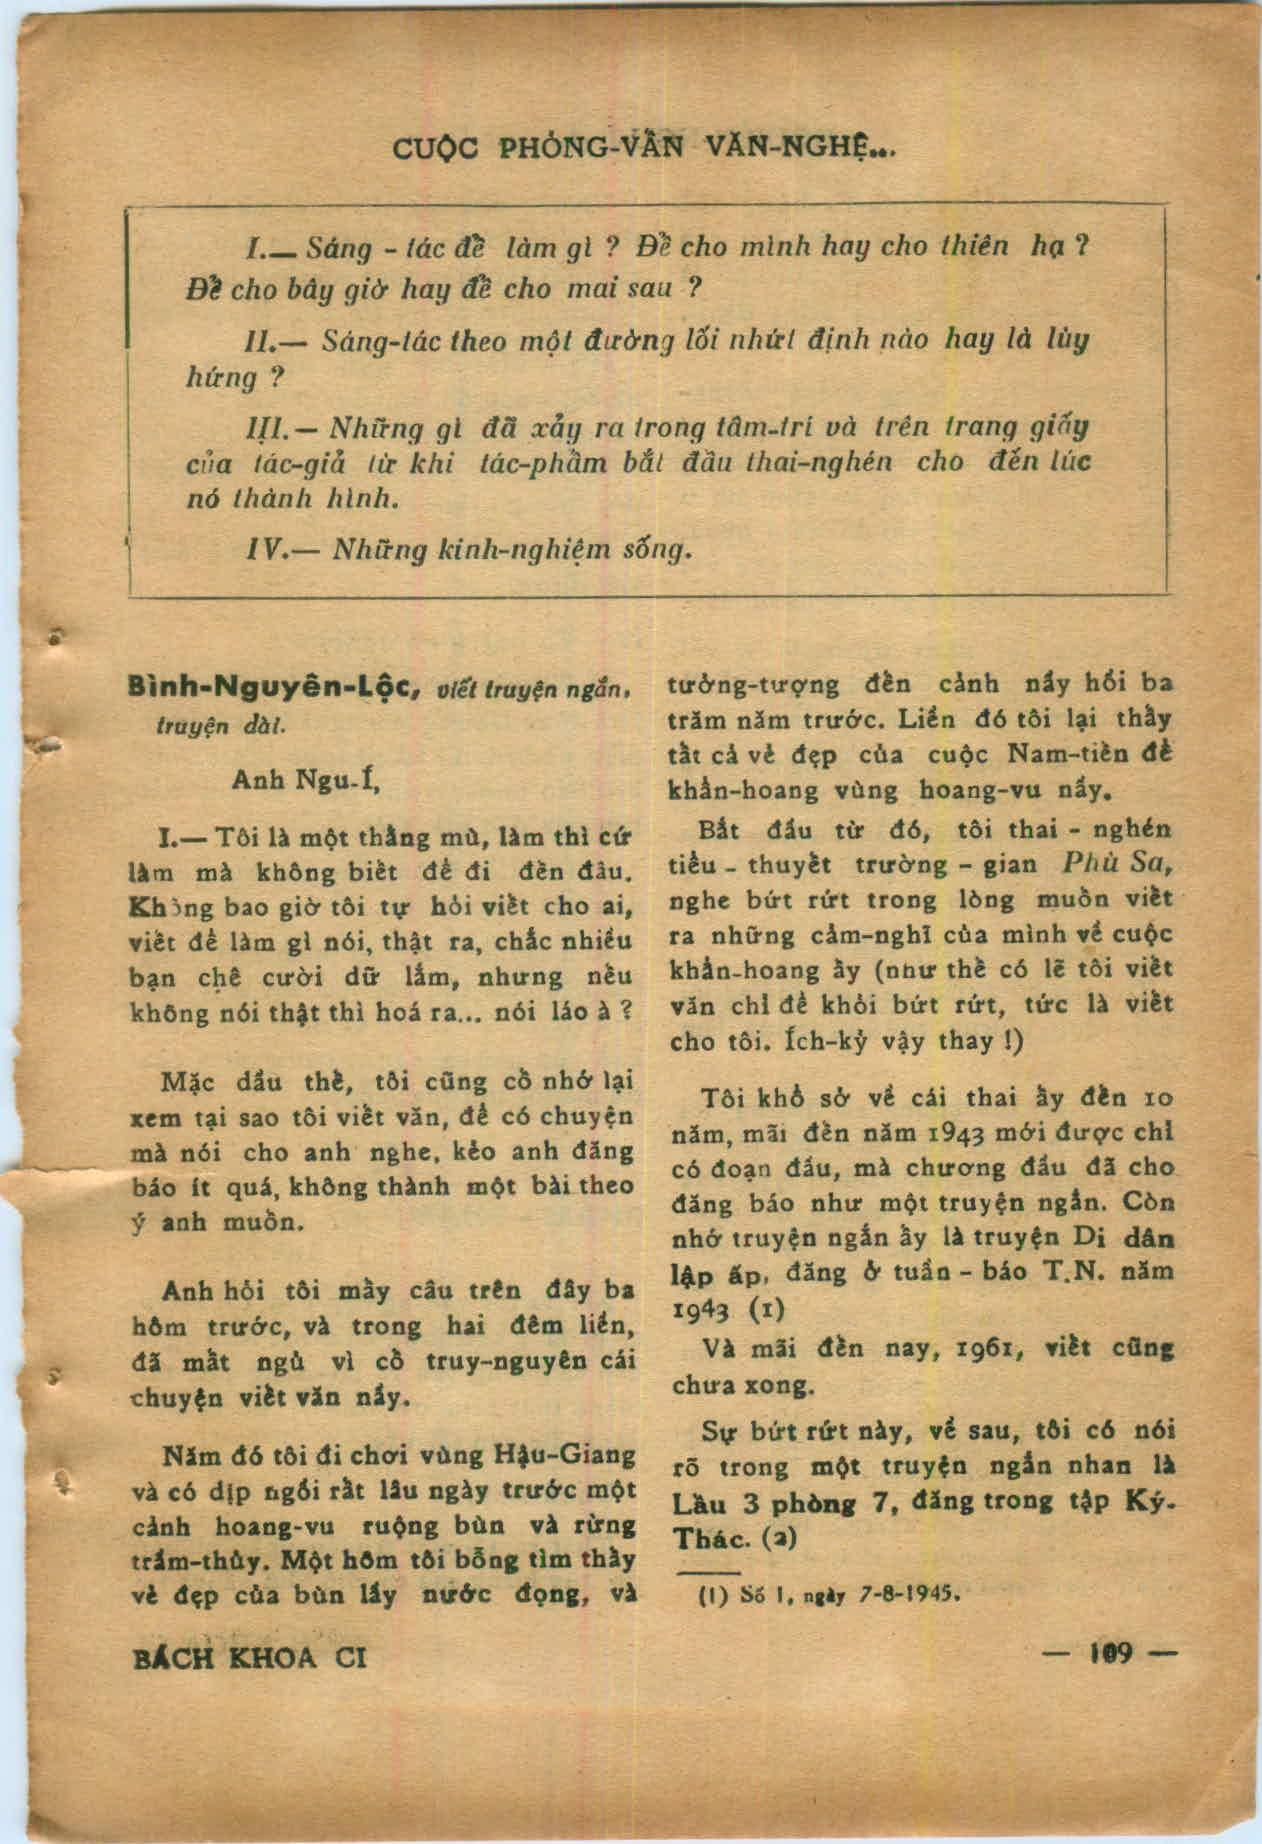 CUỘC PHỎNG-VẤN VĂN-NGHỆ...
I.— Sáng - tác để làm gì ? Để cho mình hay cho thiên hạ ?
Để cho bây giờ hay để cho mai sau ?
II.— Sáng-tác theo một đường lối nhứt định nào hay là tùy
hứng ?
III.— Những gì đã xảy ra trong tâm-trí và trên trang giấy
của tác-giả từ khi tác-phẩm bắt đầu thai-nghén cho đến lúc
nó thành hình.
IV.— Những kinh-nghiệm sống.
Bình-Nguyên-Lộc, viết truyện ngắn,
truyện dài.
Anh Ngu-Í,
I.— Tôi là một thằng mù, làm thì cứ
làm mà không biết để đi đến đâu.
Không bao giờ tôi tự hỏi viết cho ai,
viết để làm gì nói, thật ra, chắc nhiều
bạn chê cười dữ lắm, nhưng nếu
không nói thật thì hoá ra... nói láo à ?
Mặc dầu thế, tôi cũng cố nhớ lại
xem tại sao tôi viết văn, để có chuyện
mà nói cho anh nghe, kẻo anh đăng
báo ít quá, không thành một bài theo
ý anh muốn.
Anh hỏi tôi mấy câu trên đây ba
hôm trước, và trong hai đêm liền,
đã mất ngủ vì cố truy-nguyên cái
chuyện viết văn nầy.
Năm đó tôi đi chơi vùng Hậu-Giang
và có dịp ngồi rất lâu ngày trước một
cảnh hoang-vu ruộng bùn và rừng
trầm-thủy. Một hôm tôi bỗng tìm thấy
vẻ đẹp của bùn lầy nước đọng, và
tưởng-tượng đến cảnh nầy hồi ba
trăm năm trước. Liền đó tôi lại thấy
tất cả vẻ đẹp của cuộc Nam-tiến để
khẩn-hoang vùng hoang-vu nầy.
Bắt đầu từ đó, tôi thai - nghén
tiểu - thuyết trường - gian Phù Sa,
nghe bứt rứt trong lòng muốn viết
ra những cảm-nghĩ của mình về cuộc
khẩn-hoang ấy (như thế có lẽ tôi viết
văn chỉ để khỏi bứt rứt, tức là viết
cho tôi. Ích-kỷ vậy thay !)
Tôi khổ sở về cái thai ấy đến 10
năm, mãi đến năm 1943 mới được chỉ
có đoạn đầu, mà chương đầu đã cho
đăng báo như một truyện ngắn. Còn
nhớ truyện ngắn ấy là truyện Di dân
lập ấp, đăng ở tuần - báo T.N. năm
1943 (1)
Và mãi đến nay, 1961, viết cũng
chưa xong.
Sự bứt rứt này, về sau, tôi có nói
rõ trong một truyện ngắn nhan là
Lầu 3 phòng 7, đăng trong tập Ký-
Thác. (2)
(1) Số 1, ngày 7-8-1945.
BÁCH KHOA CI
— 109 —